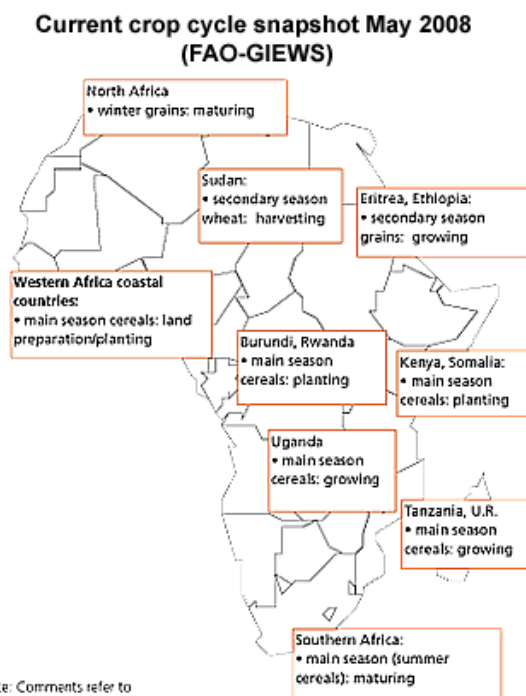 Current crop cycle snapshot May 2008
(FAO-GIEWS)
North Africa
• winter grains: maturing
Sudan:
• secondary season
wheat: harvesting
Eritrea, Ethiopia:
• secondary season
grains: growing
Western Africa coastal
countries:
• main season cereals: land
preparation/planting
Burundi, Rwanda
• main season
cereals: planting
Kenya, Somalia:
• main season
cereals: planting
Uganda
• main season
cereals: growing
Tanzania, U.R.
• main season
cereals: growing
Southern Africa:
• main season (summer
cereals): maturing
te: Comments refer to